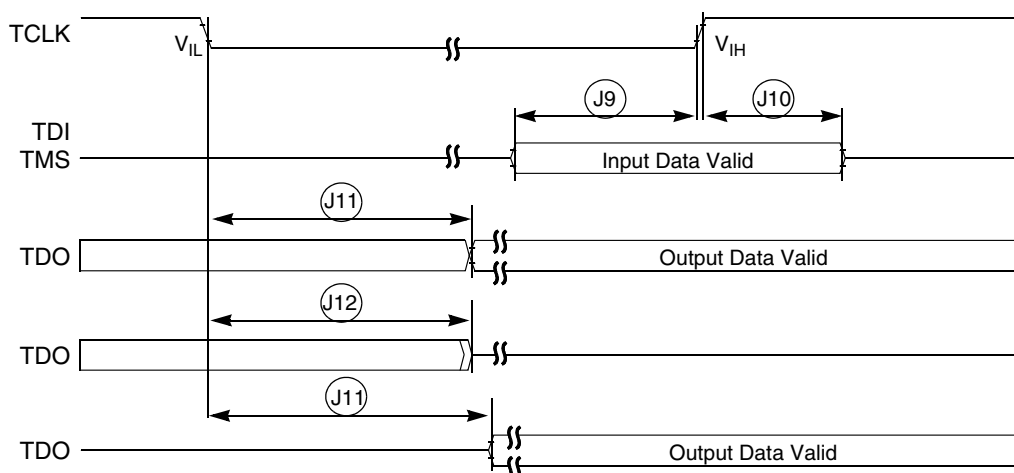 TCLK
VIL
VIH
J9
J10
TDI
TMS
Input Data Valid
J11
TDO
Output Data Valid
J12
TDO
J11
TDO
Output Data Valid